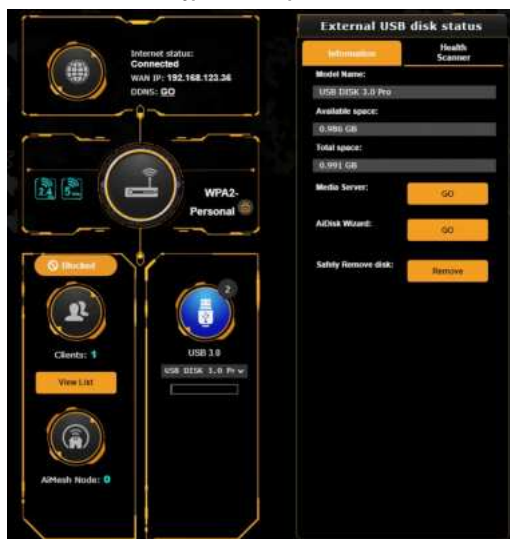 Internet status:
Connected
WAN IP: 192.168.123.36
DDNS: GO
2.4
5
WPA2-
Personal
Blocked
Clients: 1
View List
AiMesh Node: 0
2
USB 3.0
USB DISK 3.0 Pr
External USB disk status
Information
Health
Scanner
Model Name:
USB DISK 3.0 Pro
Available space:
0.986 GB
Total space:
0.991 GB
Media Server:
GO
AiDisk Wizard:
GO
Safely Remove disk:
Remove